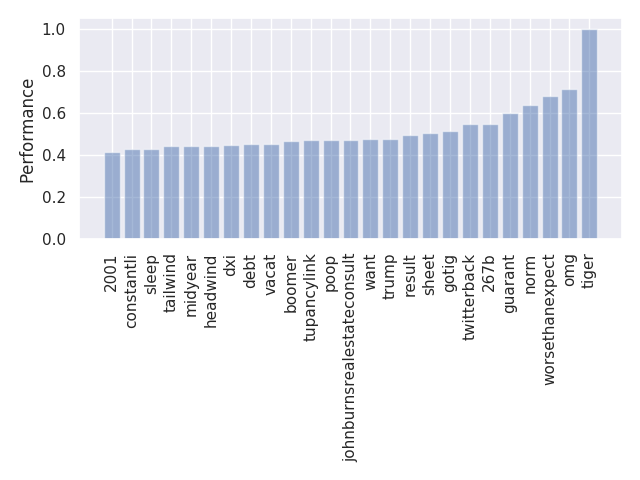 1.0
0.8
0.6
0.4
0.2
0.0
Performance
2001
constantli
sleep
tailwind
midyear
headwind
dxi
debt
vacat
boomer
tupancylink
poop
johnburnsrealestateconsult
want
trump
result
sheet
gotig
twitterback
267b
guarant
norm
worsethanexpect
omg
tiger